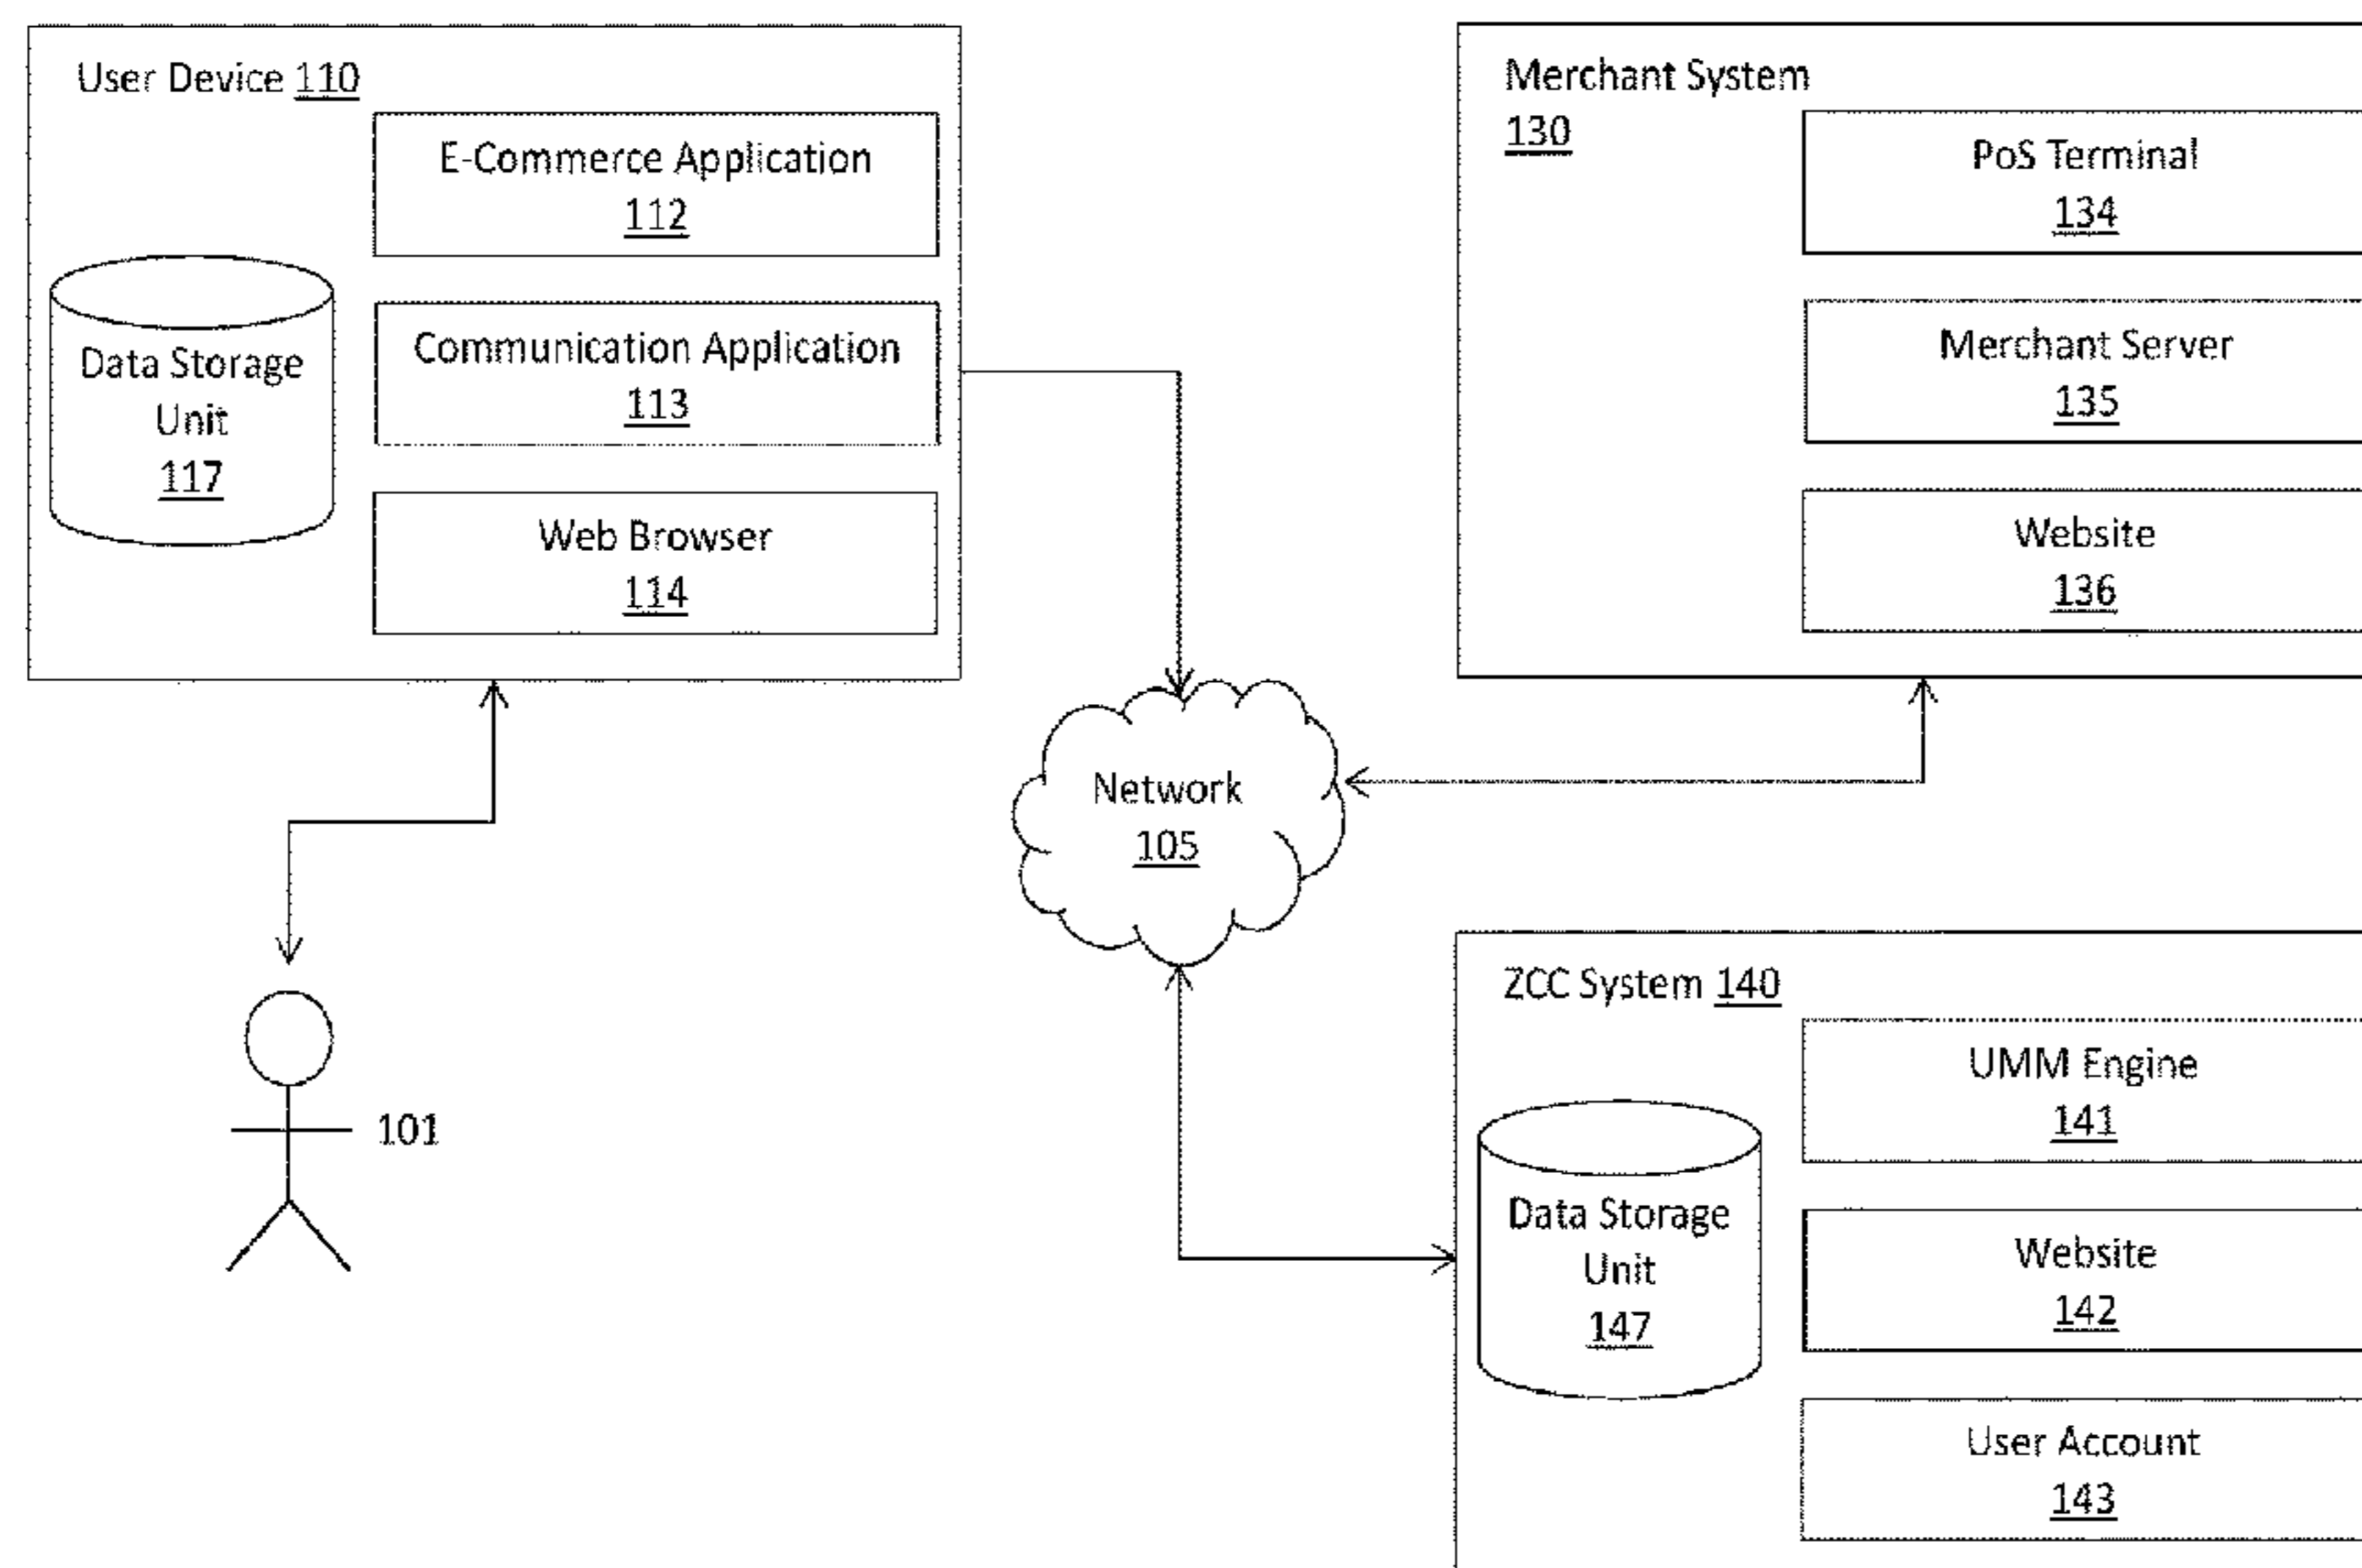 User Device 110
E-Commerce Application
112
Communication Application
113
Web Browser
114
Data Storage
Unit
117
Merchant System
130
PoS Terminal
134
Merchant Server
135
Website
136
Network
105
101
ZCC System 140
UMM Engine
141
Website
142
User Account
143
Data Storage
Unit
147